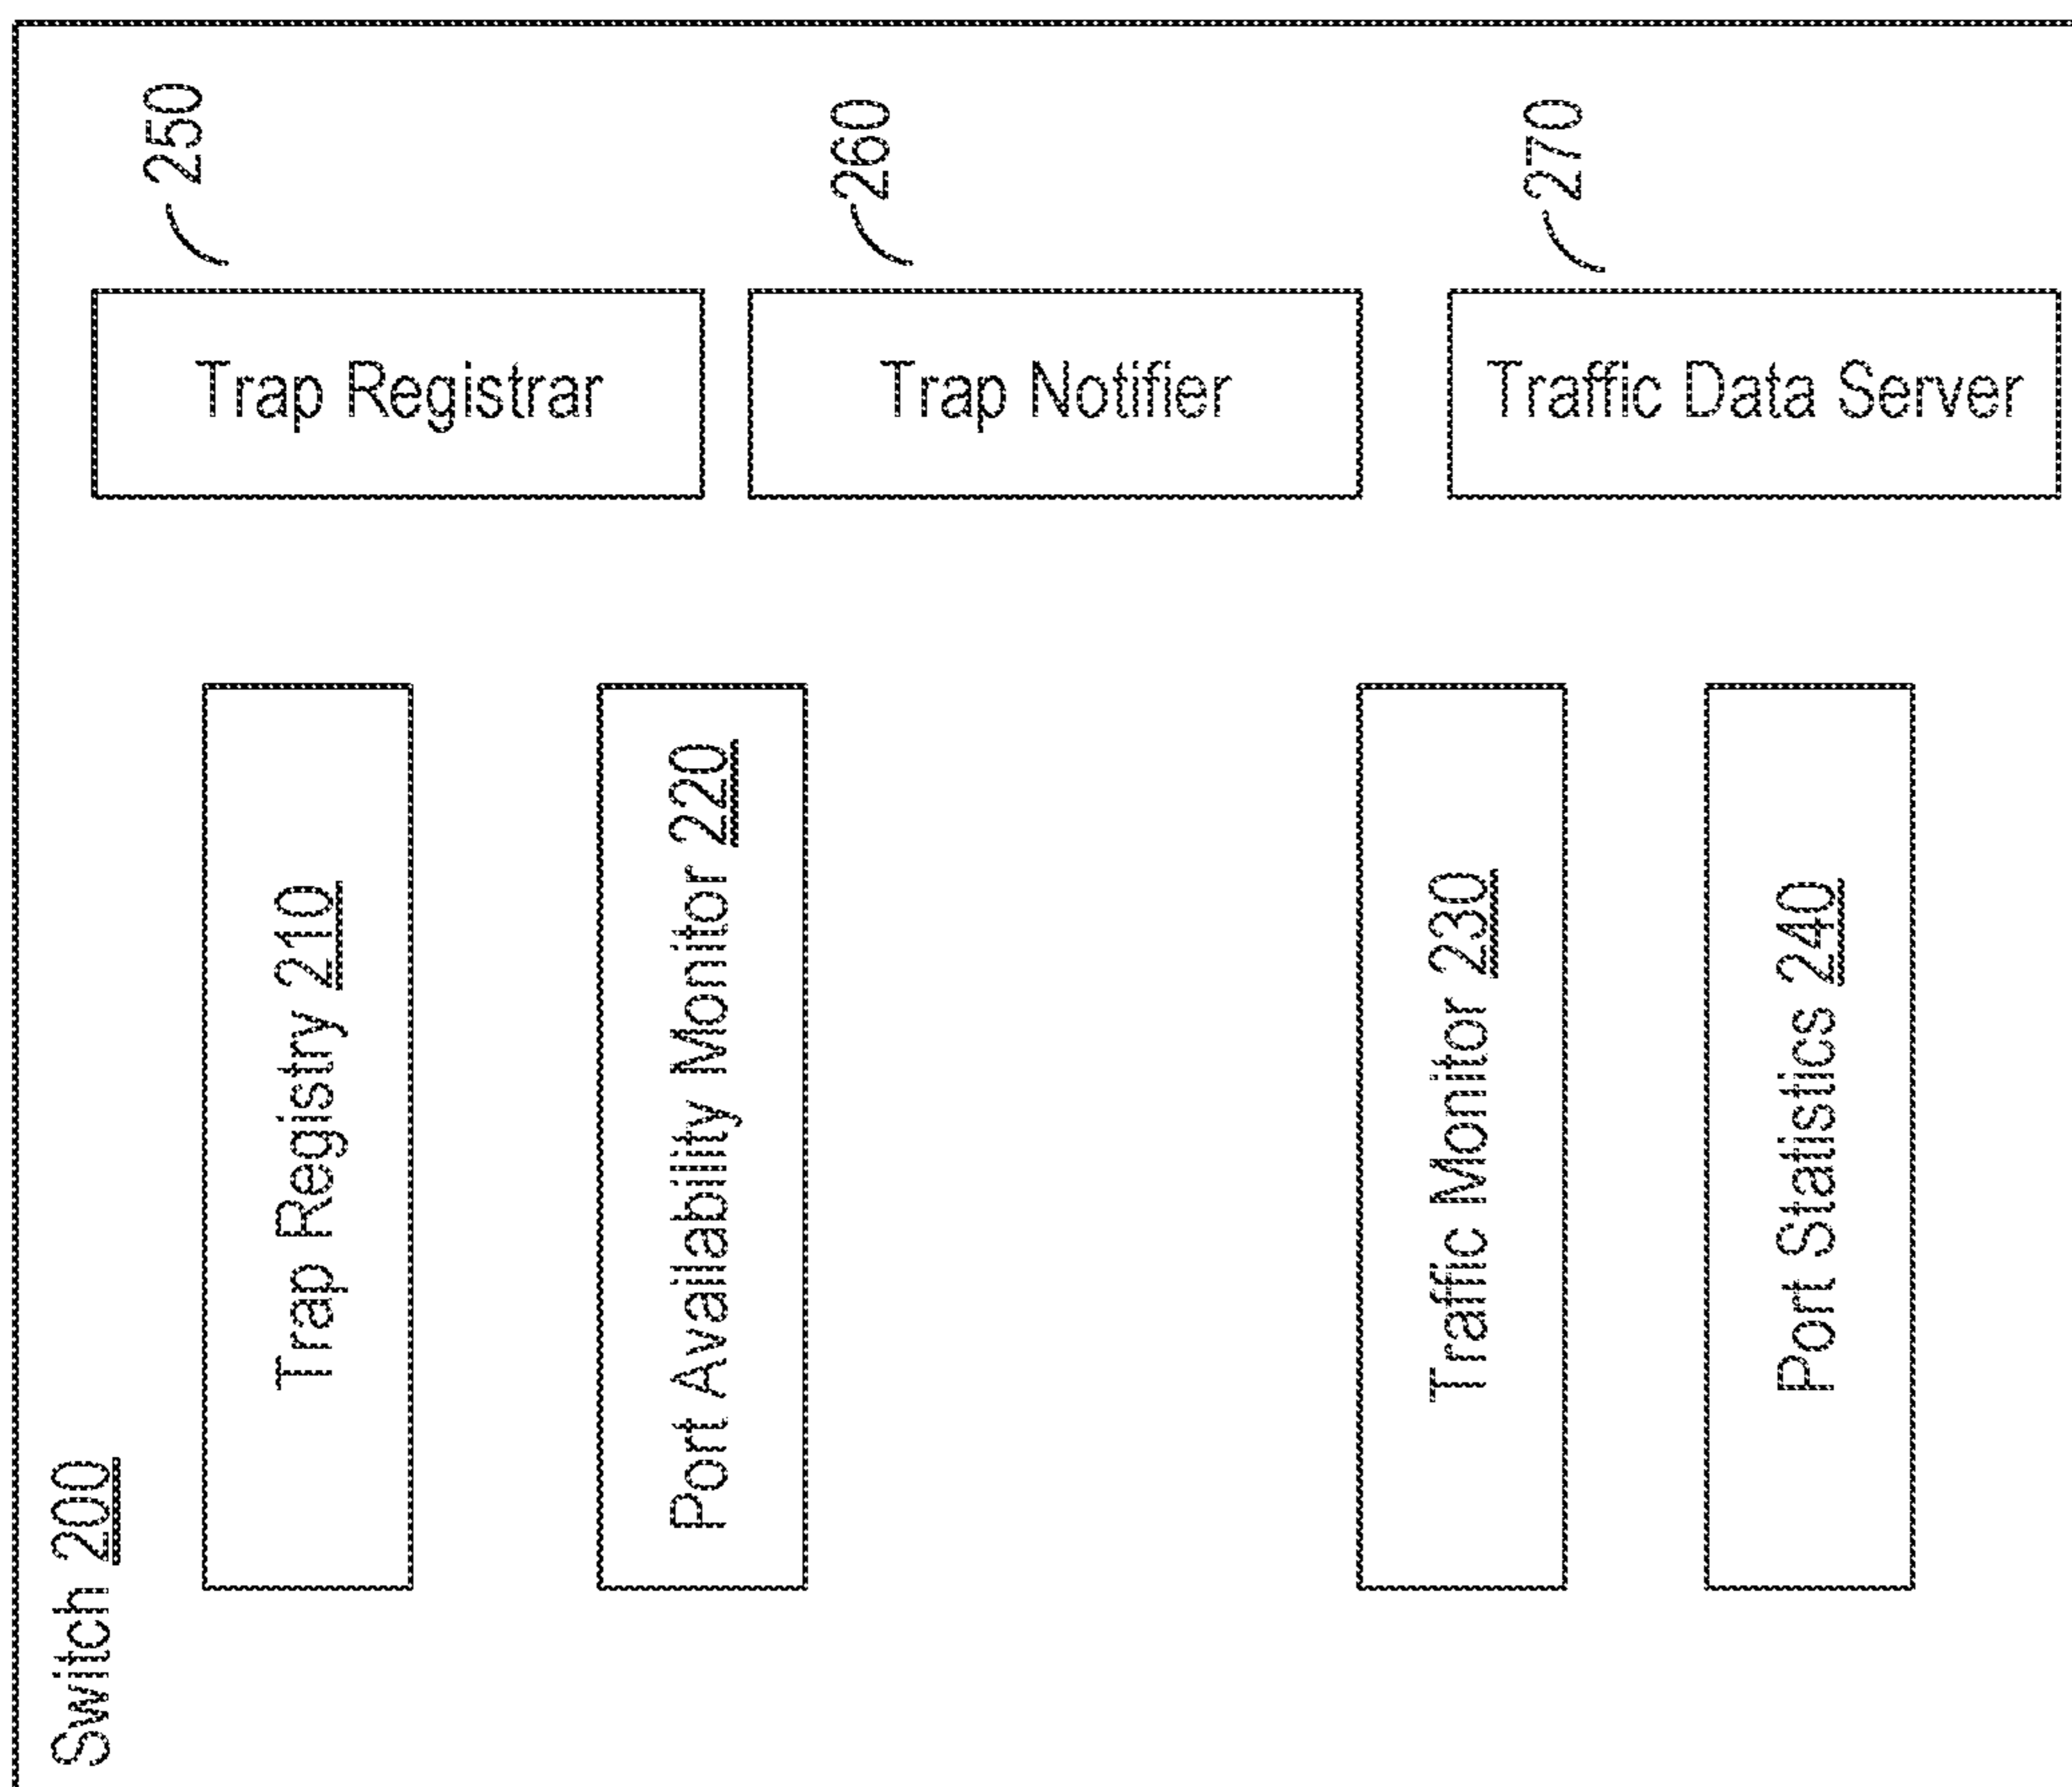 Switch 200
Trap Registry 210
Port Availability Monitor 220
Traffic Monitor 230
Port Statistics 240
250
Trap Registrar
260
Trap Notifier
270
Traffic Data Server